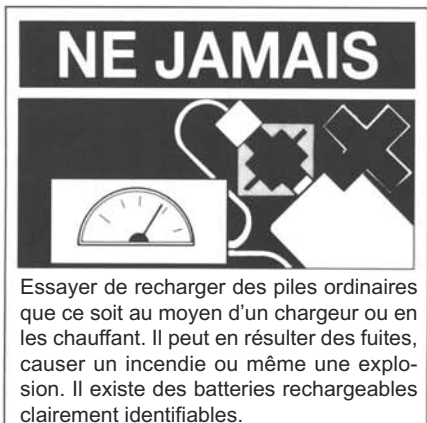 NE JAMAIS
Essayer de recharger des piles ordinaires
que ce soit au moyen d'un chargeur ou en
les chauffant. Il peut en résulter des fuites,
causer un incendie ou même une explo-
sion. Il existe des batteries rechargeables
clairement identifiables.